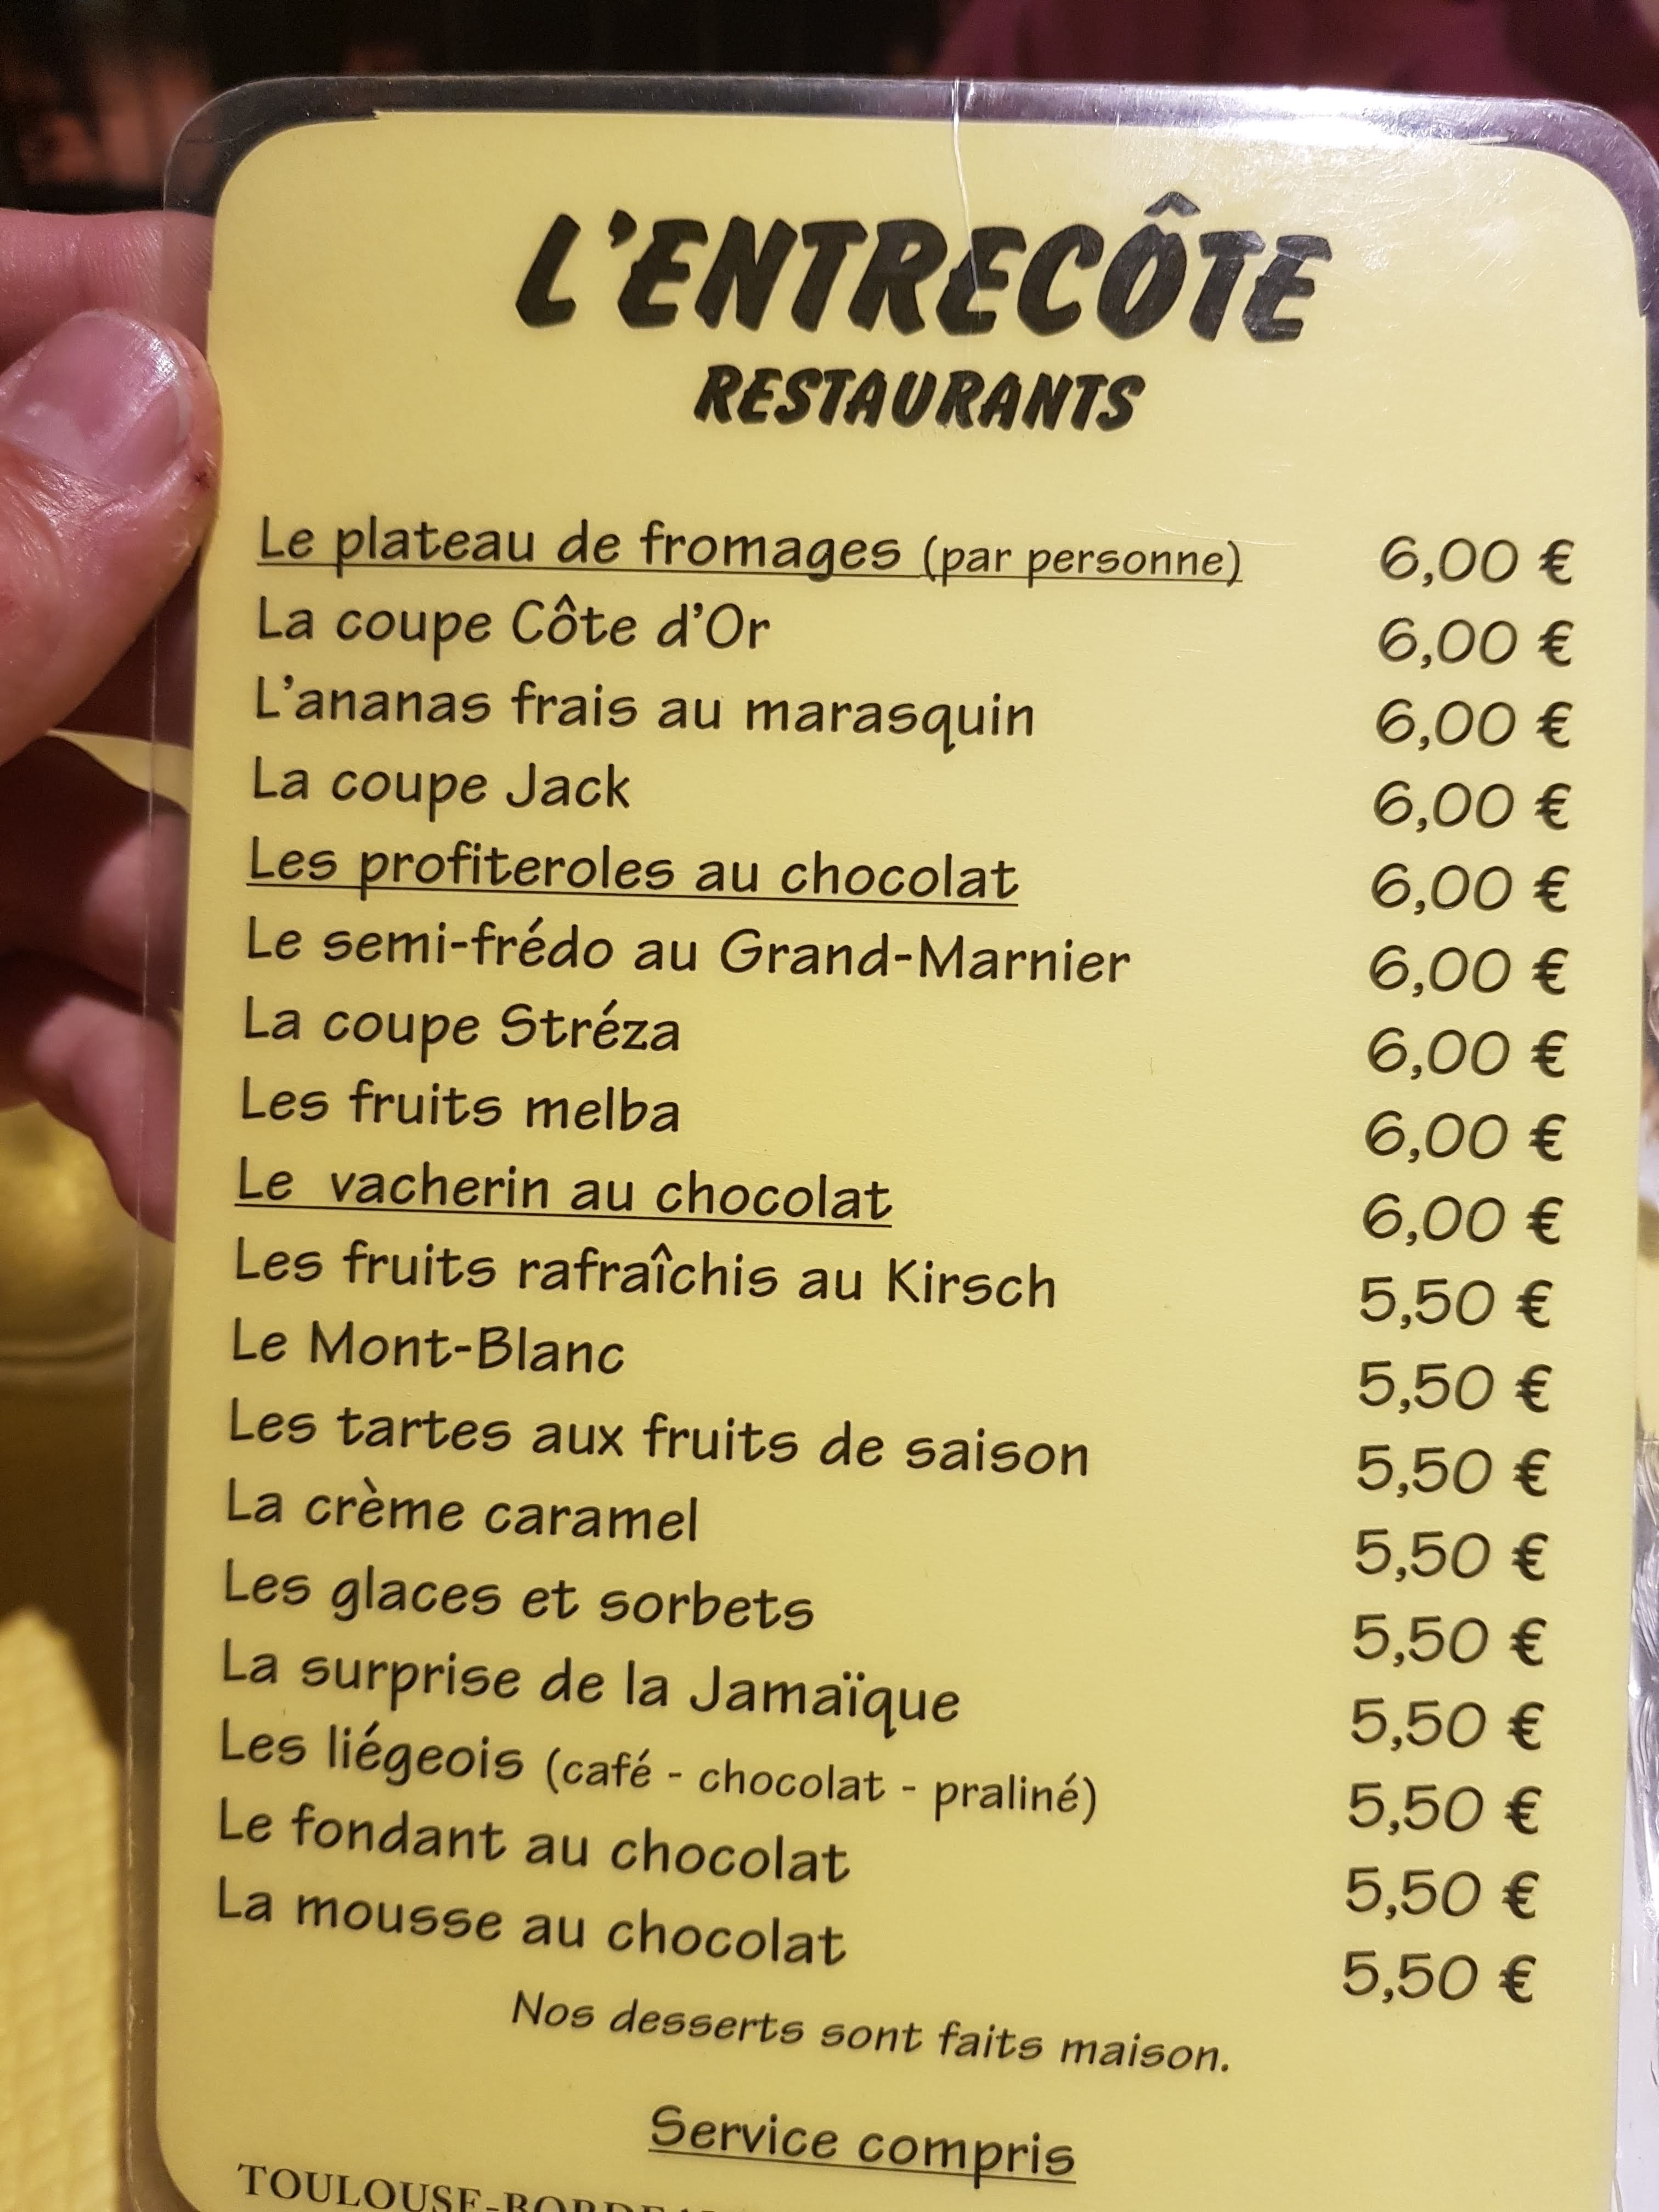 L'ENTRECÔTE
RESTAURANTS
Le plateau de fromages (par personne) 6,00 €
La coupe Côte d'Or 6,00 €
L'ananas frais au marasquin 6,00 €
La coupe Jack 6,00 €
Les profiteroles au chocolat 6,00 €
Le semi-frédo au Grand-Marnier 6,00 €
La coupe Stréza 6,00 €
Les fruits melba 6,00 €
Le vacherin au chocolat 6,00 €
Les fruits rafraîchis au Kirsch 5,50 €
Le Mont-Blanc 5,50 €
Les tartes aux fruits de saison 5,50 €
La crème caramel 5,50 €
Les glaces et sorbets 5,50 €
La surprise de la Jamaïque 5,50 €
Les liégeois (café - chocolat - praliné) 5,50 €
Le fondant au chocolat 5,50 €
La mousse au chocolat 5,50 €
Nos desserts sont faits maison.
Service compris
TOULOUSE-